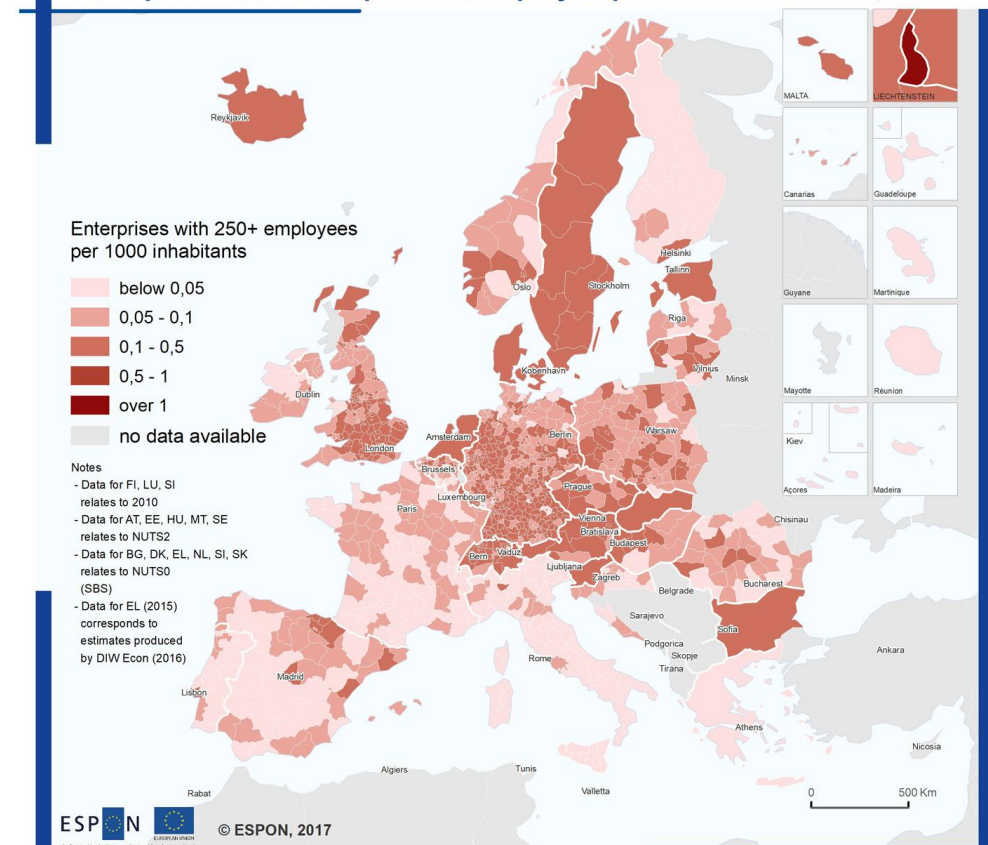 MALTA
LIECHTENSTEIN
Reykjavik
Canarias
Guadeloupe
Enterprises with 250+ employees
per 1000 inhabitants
below 0,05
0,05 - 0,1
0,1 - 0,5
0,5 - 1
over 1
no data available
Helsinki
Tallinn
Oslo
Stockholm
Guyane
Martinique
Riga
København
Vilnius
Minsk
Mayotte
Réunion
Dublin
Amsterdam
Berlin
Warsaw
London
Brussels
Kiev
Luxembourg
Prague
Açores
Madeira
Paris
Vienna
Bratislava
Chisinau
Budapest
Bern
Vaduz
Ljubljana
Zagreb
Belgrade
Bucharest
Sarajevo
Sofia
Podgorica
Skopje
Tirana
Ankara
Rome
Madrid
Lisbon
Athens
Nicosia
Algiers
Tunis
Valletta
Rabat
Notes
- Data for FI, LU, SI
relates to 2010
- Data for AT, EE, HU, MT, SE
relates to NUTS2
- Data for BG, DK, EL, NL, SI, SK
relates to NUTS0
(SBS)
- Data for EL (2015)
corresponds to
estimates produced
by DIW Econ (2016)
0 500 Km
ESPON
EUROPEAN UNION
© ESPON, 2017